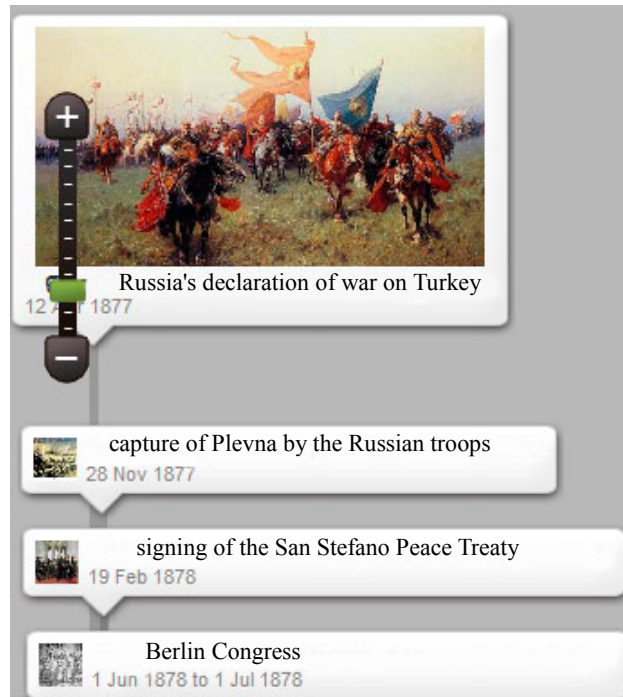 +
Russia's declaration of war on Turkey
1877
−
capture of Plevna by the Russian troops
28 Nov 1877
signing of the San Stefano Peace Treaty
19 Feb 1878
Berlin Congress
1 Jun 1878 to 1 Jul 1878